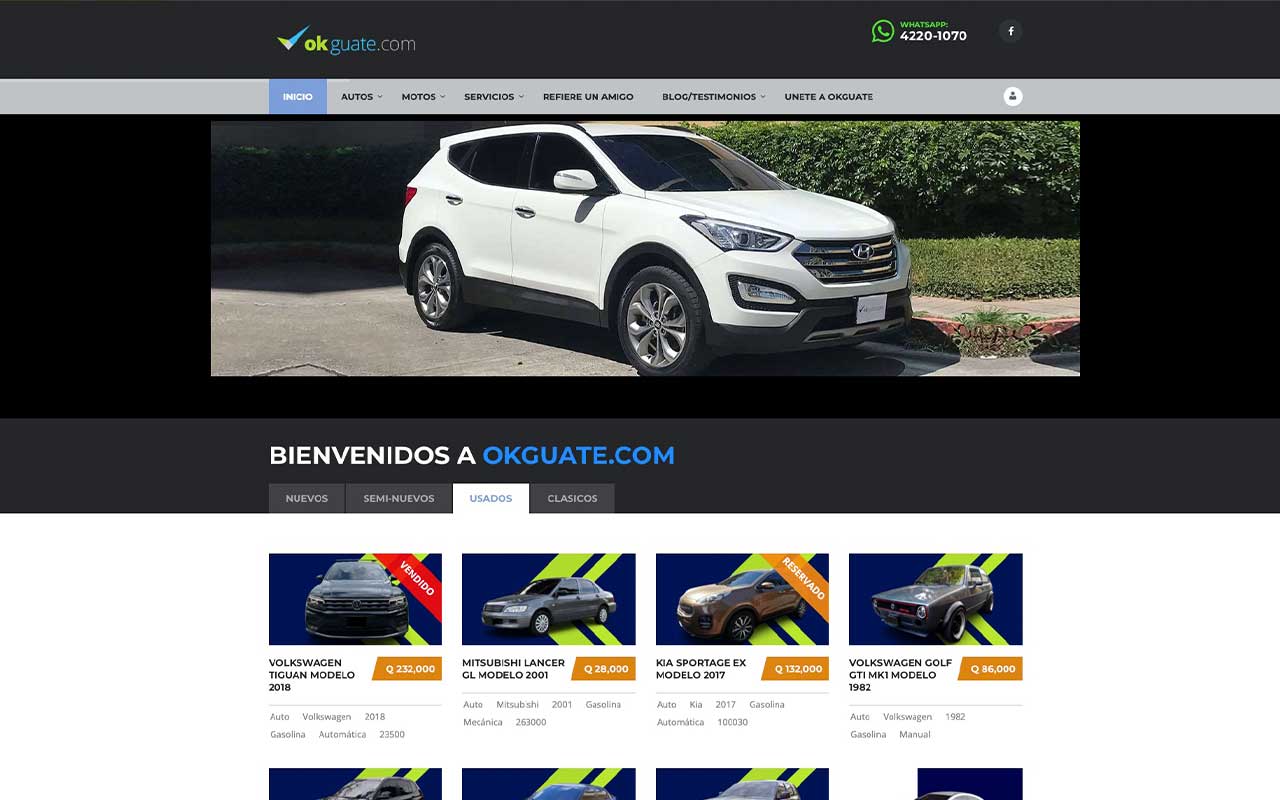 okguate.com
WHATSAPP:
4220-1070
INICIO
AUTOS
MOTOS
SERVICIOS
REFIERE UN AMIGO
BLOG/TESTIMONIOS
UNETE A OKGUATE
BIENVENIDOS A OKGUATE.COM
NUEVOS
SEMI-NUEVOS
USADOS
CLASICOS
VENDIDO
VOLKSWAGEN
TIGUAN MODELO
2018
Q 232,000
Auto Volkswagen 2018
Gasolina Automática 23500
MITSUBISHI LANCER
GL MODELO 2001
Q 28,000
Auto Mitsubishi 2001 Gasolina
Mecánica 263000
RESERVADO
KIA SPORTAGE EX
MODELO 2017
Q 132,000
Auto Kia 2017 Gasolina
Automática 100030
VOLKSWAGEN GOLF
GTI MK1 MODELO
1982
Q 86,000
Auto Volkswagen 1982
Gasolina Manual